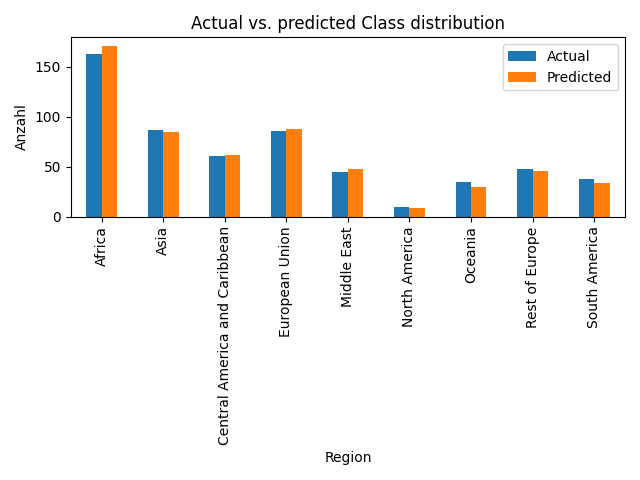 Actual vs. predicted Class distribution
Actual
Predicted
Anzahl
150
100
50
0
Africa
Asia
Central America and Caribbean
European Union
Middle East
North America
Oceania
Rest of Europe
South America
Region